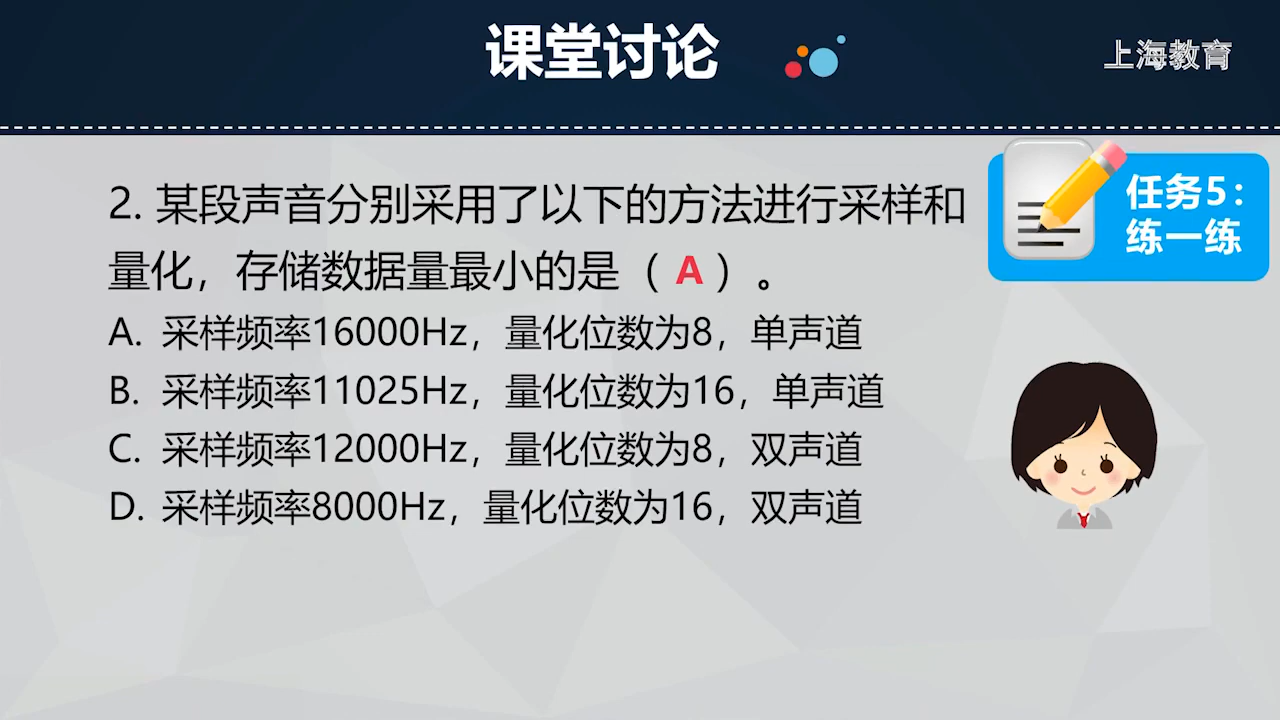 课堂讨论
上海教育
任务5：
练一练
2. 某段声音分别采用了以下的方法进行采样和
量化，存储数据量最小的是（ A ）。
A. 采样频率16000Hz，量化位数为8，单声道
B. 采样频率11025Hz，量化位数为16，单声道
C. 采样频率12000Hz，量化位数为8，双声道
D. 采样频率8000Hz，量化位数为16，双声道